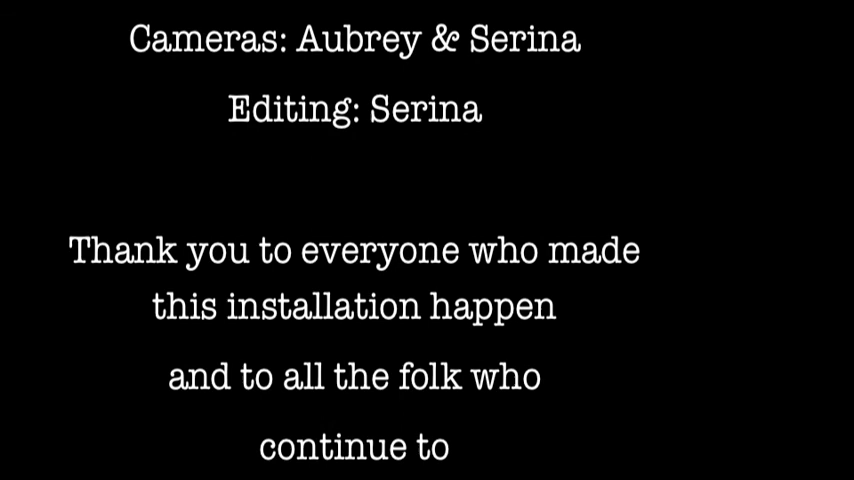 Cameras: Aubrey & Serina
Editing: Serina
Thank you to everyone who made
this installation happen
and to all the folk who
continue to